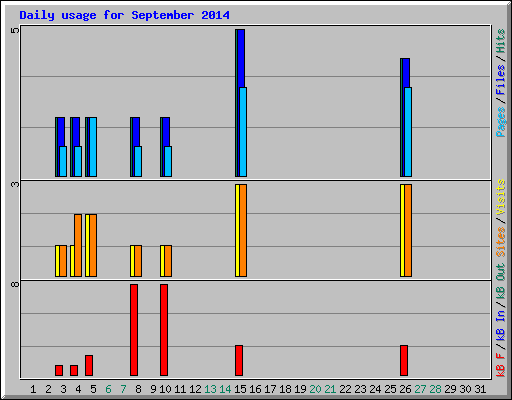 Daily usage for September 2014
5
3
8
Pages/Files/Hits
Sites/Visits
kB F/kB In/kB Out
1 2 3 4 5 6 7 8 9 10 11 12 13 14 15 16 17 18 19 20 21 22 23 24 25 26 27 28 29 30 31